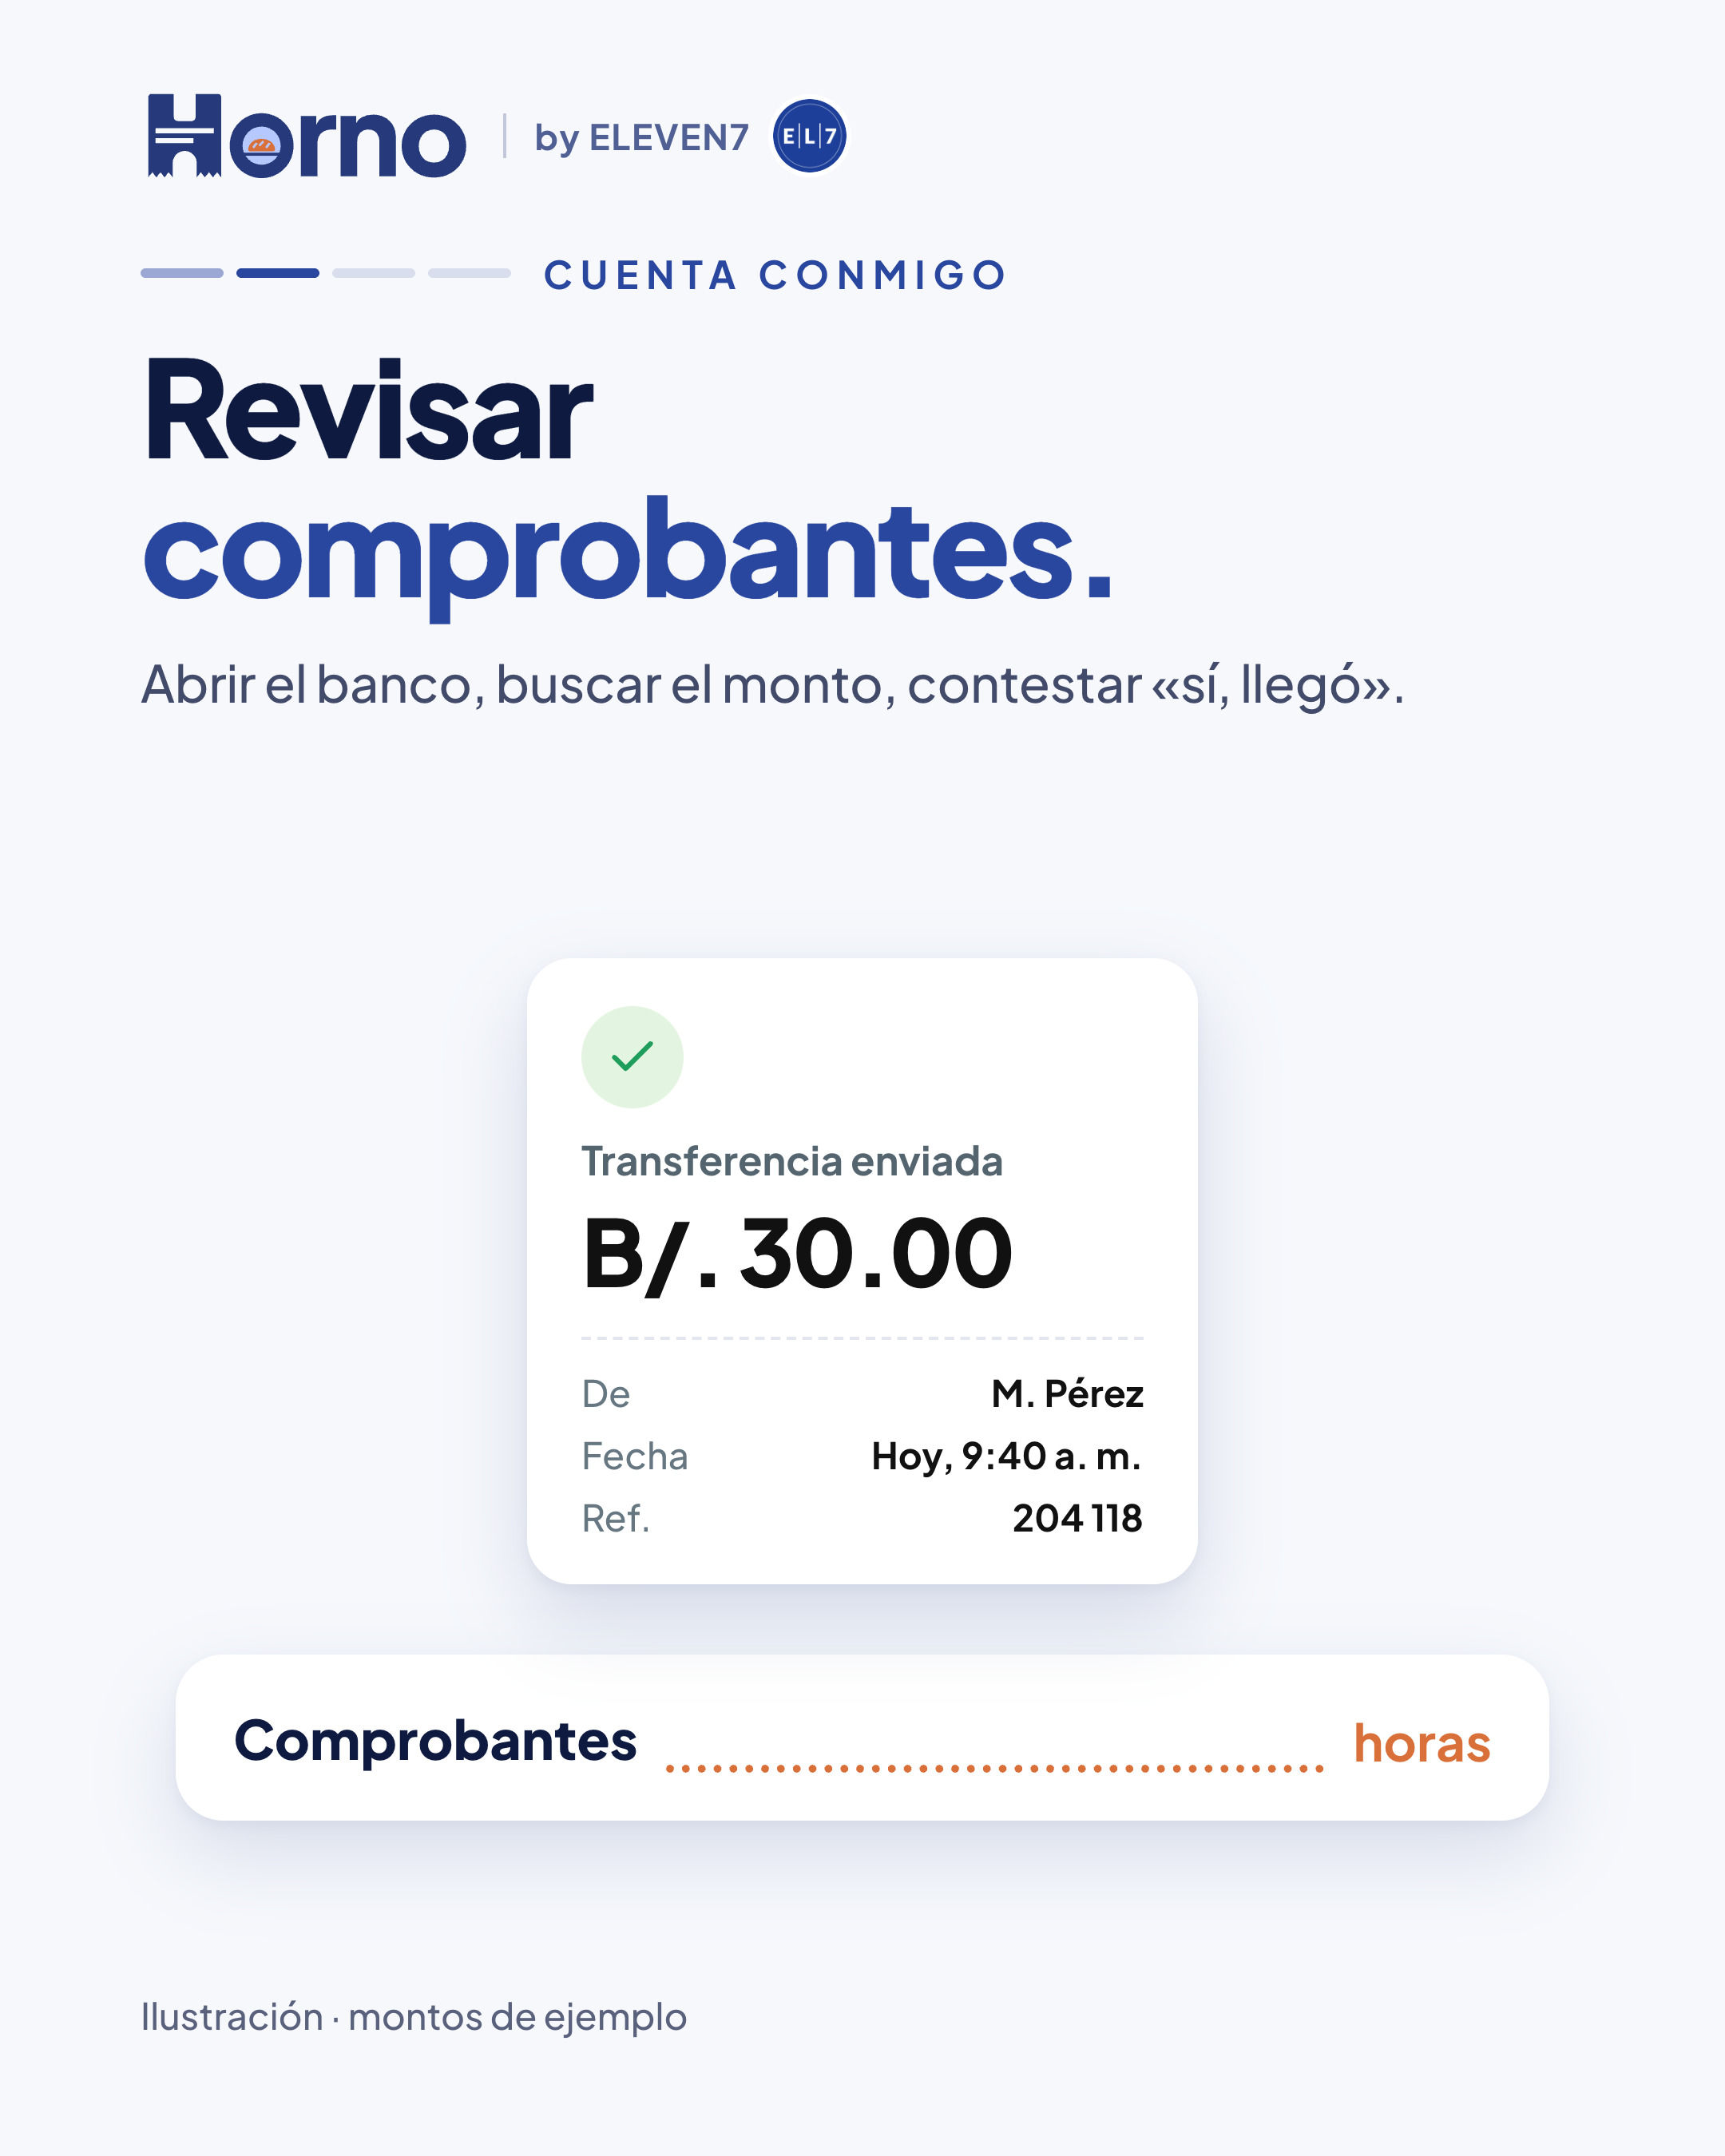 Horno by ELEVEN7 E|L|7
CUENTA CONMIGO
Revisar
comprobantes.
Abrir el banco, buscar el monto, contestar «sí, llegó».
Transferencia enviada
B/. 30.00
De M. Pérez
Fecha Hoy, 9:40 a. m.
Ref. 204 118
Comprobantes horas
Ilustración · montos de ejemplo